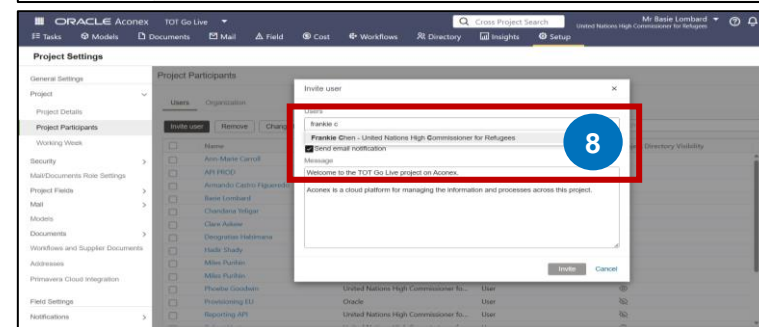 ORACLE Aconex TOT Go Live Cross Project Search Mr Basie Lombard
United Nations High Commissioner for Refugees
Tasks Models Documents Mail Field Cost Workflows Directory Insights Setup
Project Settings
General Settings
Project
Project Details
Project Participants
Working Week
Security
Mail/Documents Role Settings
Project Fields
Mail
Models
Documents
Workflows and Supplier Documents
Addresses
Primavera Cloud Integration
Field Settings
Notifications
Project Participants
Users Organization
Invite user Remove
Name Directory Visibility
Ann-Marie Carroll
API PROD
Armando Castro Figueredo
Basie Lombard
Chandana Yeligar
Clare Askew
Designation Habimana
Hadir Shady
Miles Purifoir
Miles Purifoir
Phoebe Goodwin United Nations High Commissioner fo... User
Provisioning EU Oracle User
Reporting API United Nations High Commissioner fo... User
Invite user
Users
frankie c
Frankie Chen - United Nations High Commissioner for Refugees
Send email notification
Message
Welcome to the TOT Go Live project on Aconex.
Aconex is a cloud platform for managing the information and processes across this project.
Invite Cancel
8